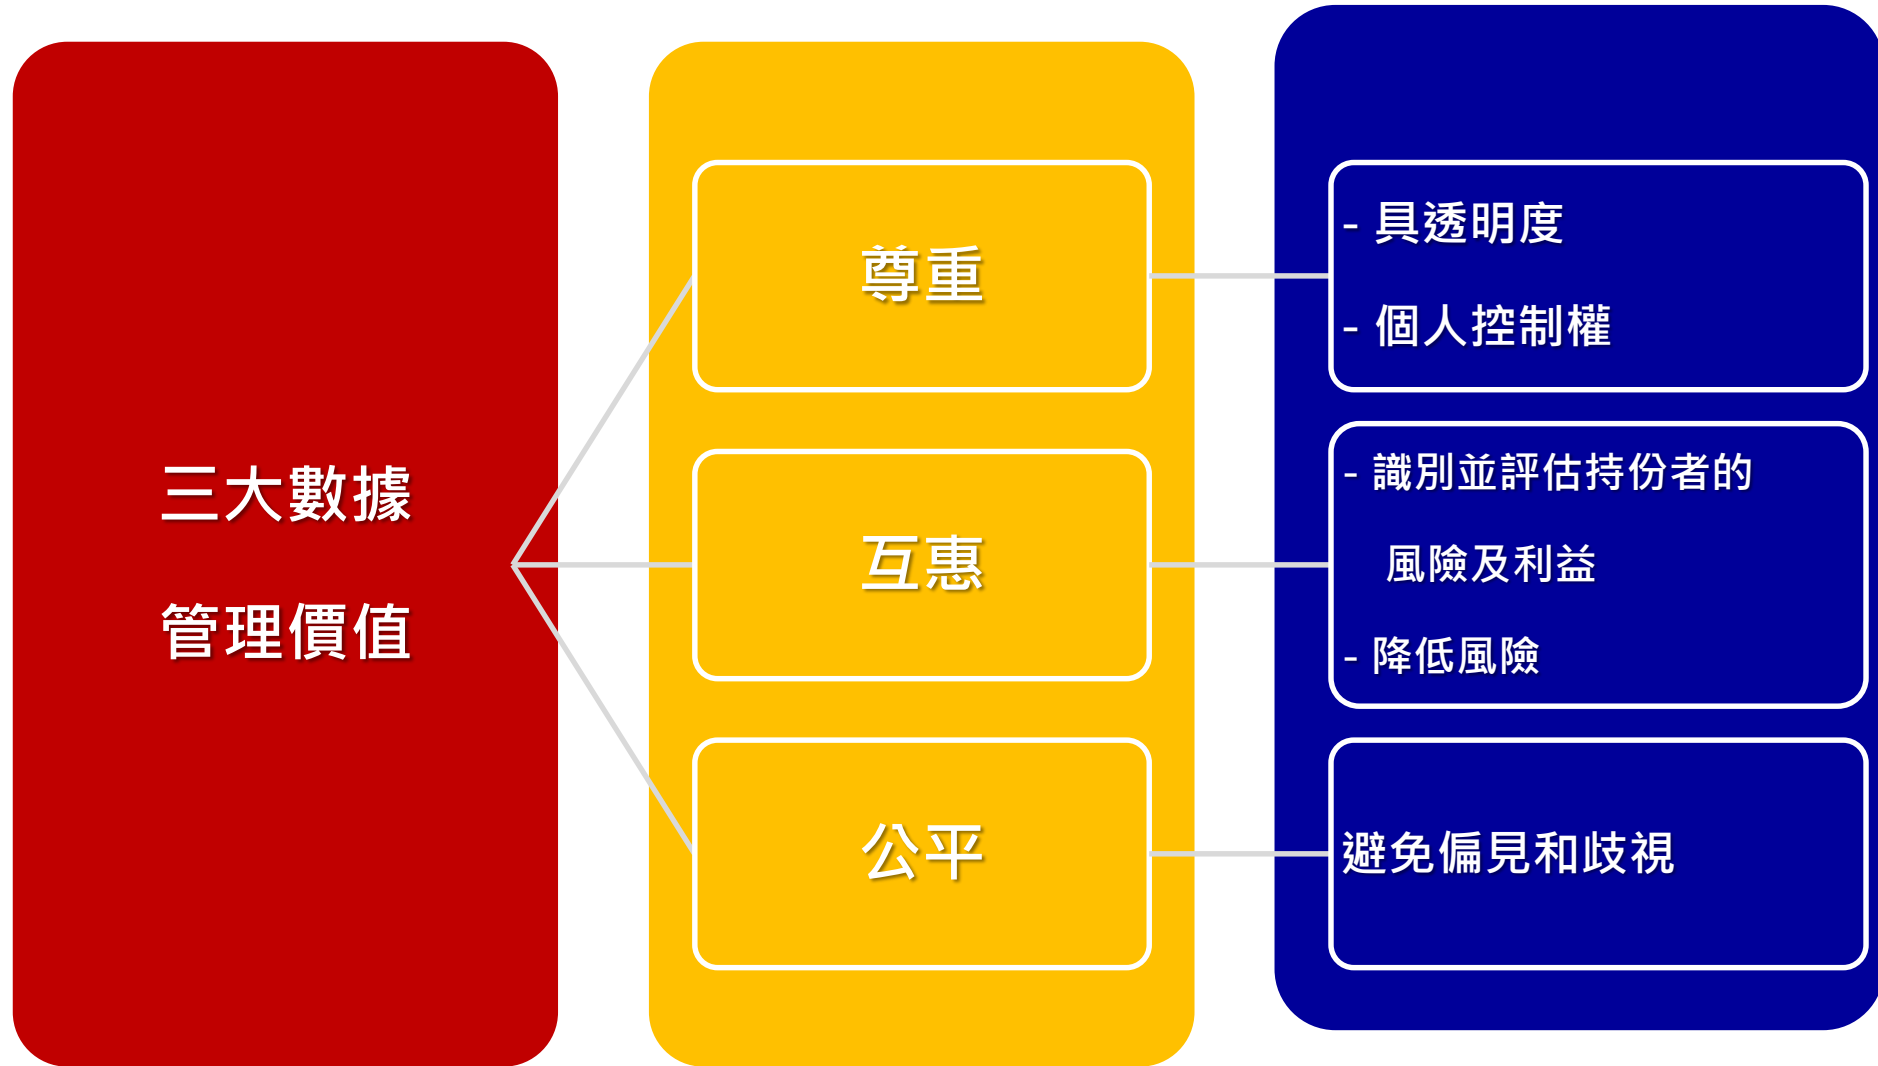 三大數據
管理價值
尊重
- 具透明度
- 個人控制權
互惠
- 識別並評估持份者的
風險及利益
- 降低風險
公平
避免偏見和歧視